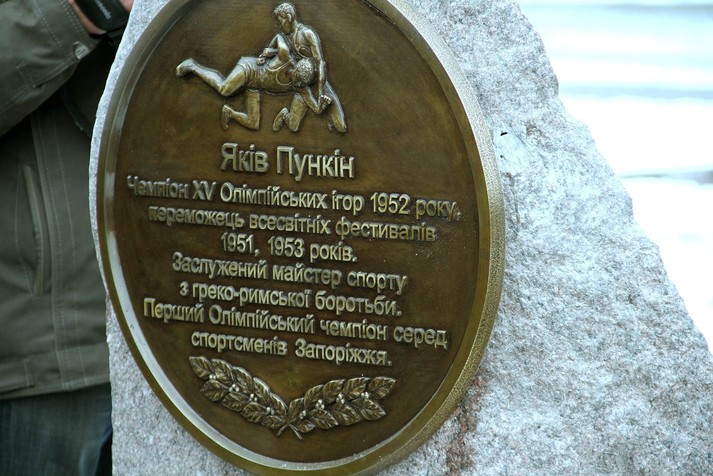 Яків Пункін
Чемпіон XV Олімпійських ігор 1952 року,
переможець всесвітніх фестивалів
1951, 1953 років.
Заслужений майстер спорту
з греко-римської боротьби.
Перший Олімпійський чемпіон серед
спортсменів Запоріжжя.